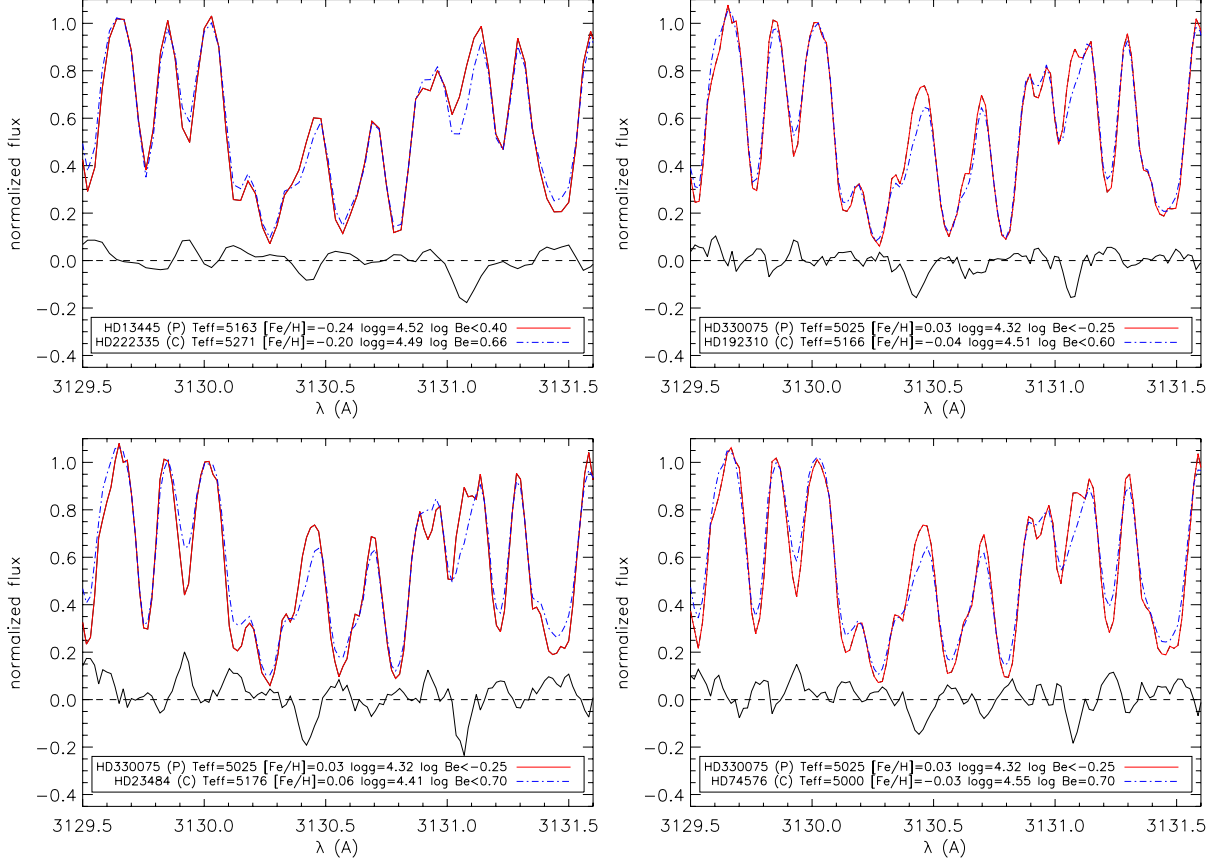 normalized flux
1.0
0.8
0.6
0.4
0.2
0.0
−0.2
−0.4
HD13445 (P) Teff=5163 [Fe/H]=−0.24 logg=4.52 log Be<0.40
HD222335 (C) Teff=5271 [Fe/H]=−0.20 logg=4.49 log Be=0.66
3129.5 3130.0 3130.5 3131.0 3131.5
λ (A)
normalized flux
1.0
0.8
0.6
0.4
0.2
0.0
−0.2
−0.4
HD330075 (P) Teff=5025 [Fe/H]=0.03 logg=4.32 log Be<−0.25
HD192310 (C) Teff=5166 [Fe/H]=−0.04 logg=4.51 log Be<0.60
3129.5 3130.0 3130.5 3131.0 3131.5
λ (A)
normalized flux
1.0
0.8
0.6
0.4
0.2
0.0
−0.2
−0.4
HD330075 (P) Teff=5025 [Fe/H]=0.03 logg=4.32 log Be<−0.25
HD23484 (C) Teff=5176 [Fe/H]=0.06 logg=4.41 log Be<0.70
3129.5 3130.0 3130.5 3131.0 3131.5
λ (A)
normalized flux
1.0
0.8
0.6
0.4
0.2
0.0
−0.2
−0.4
HD330075 (P) Teff=5025 [Fe/H]=0.03 logg=4.32 log Be<−0.25
HD74576 (C) Teff=5000 [Fe/H]=−0.03 logg=4.55 log Be=0.70
3129.5 3130.0 3130.5 3131.0 3131.5
λ (A)